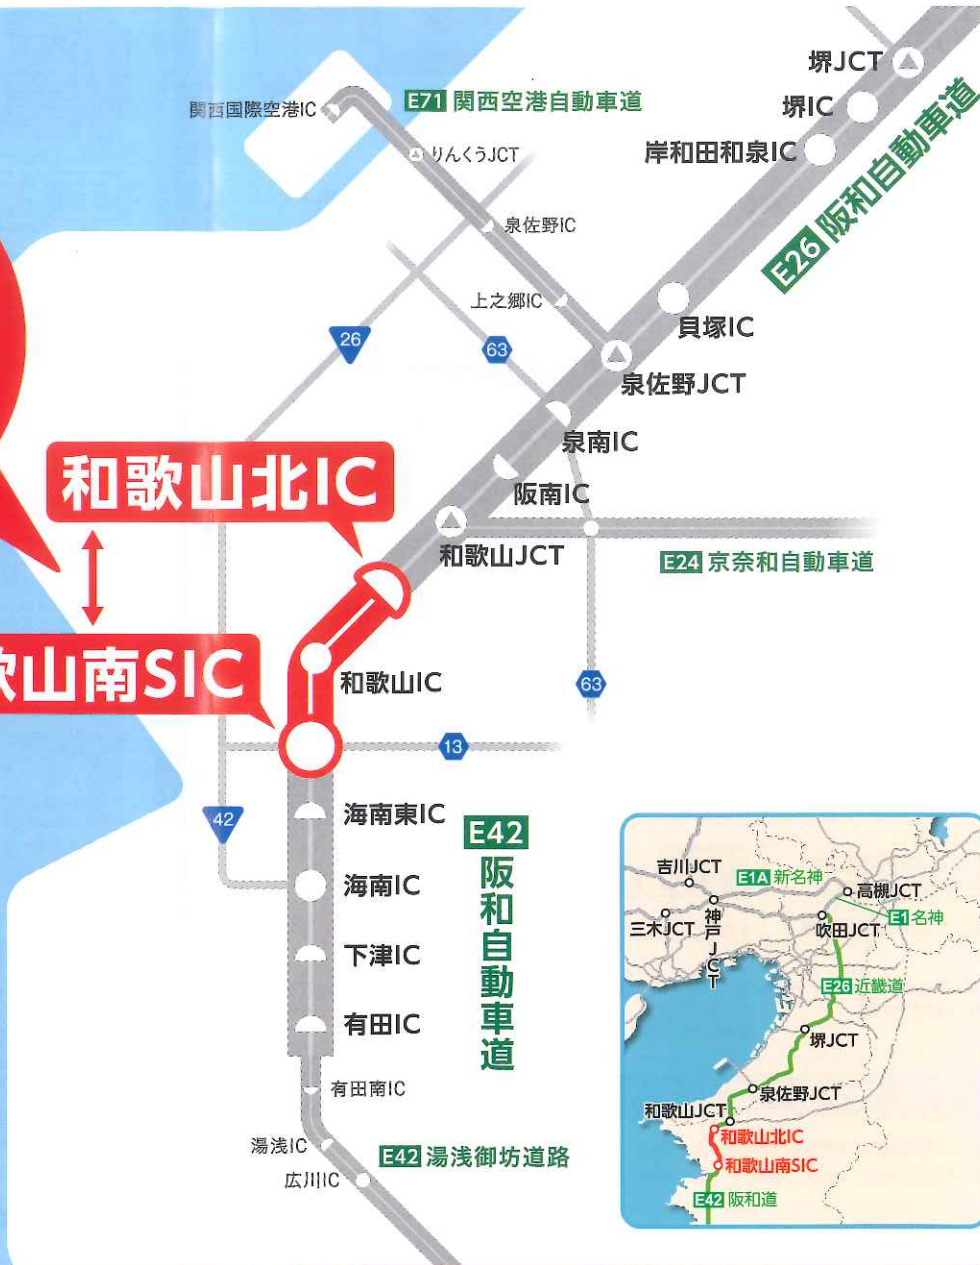 堺JCT
堺IC
岸和田和泉IC
E26 阪和自動車道
関西国際空港IC
E71 関西空港自動車道
りんくうJCT
泉佐野IC
上之郷IC
貝塚IC
泉佐野JCT
26
63
泉南IC
阪南IC
和歌山JCT
E24 京奈和自動車道
和歌山北IC
歌山南SIC
和歌山IC
63
13
42
海南東IC
海南IC
下津IC
有田IC
E42 阪和自動車道
有田南IC
湯浅IC
広川IC
E42 湯浅御坊道路
吉川JCT
E1A 新名神
高槻JCT
三木JCT
神戸JCT
吹田JCT
E1 名神
E26 近畿道
堺JCT
泉佐野JCT
和歌山JCT
和歌山北IC
和歌山南SIC
E42 阪和道